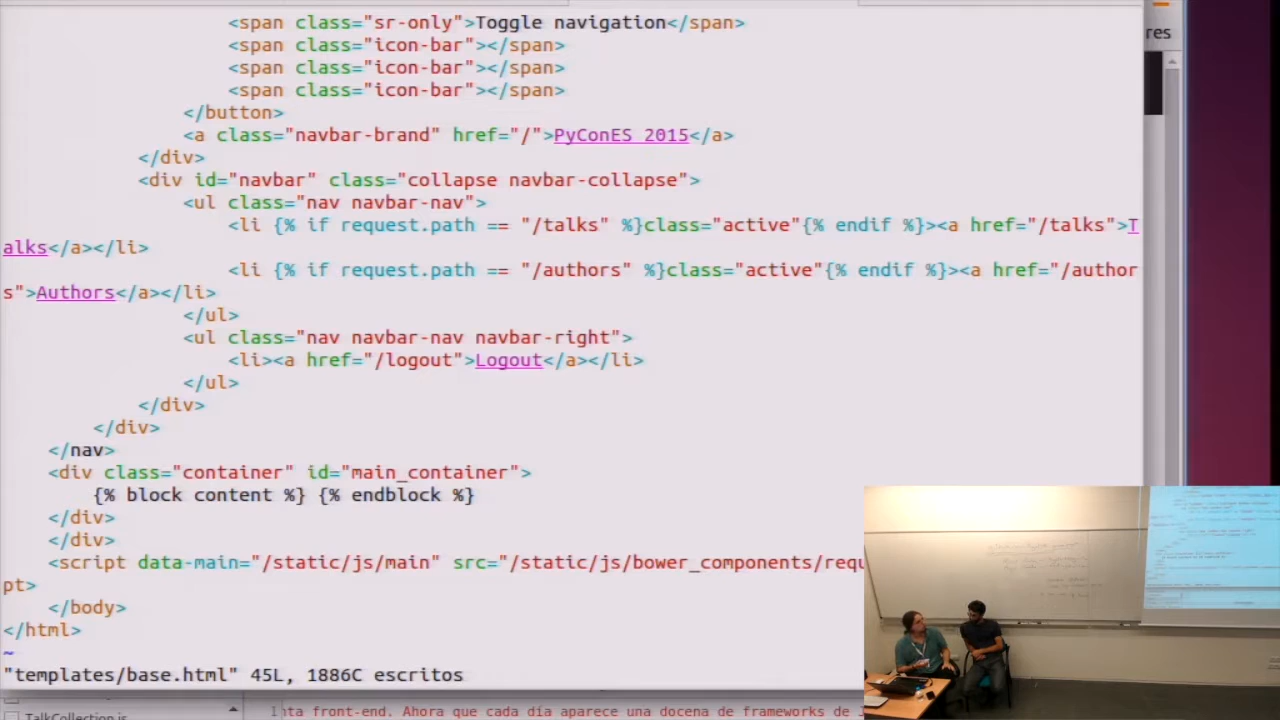 <span class="sr-only">Toggle navigation</span>
<span class="icon-bar"></span>
<span class="icon-bar"></span>
<span class="icon-bar"></span>
</button>
<a class="navbar-brand" href="/">PyConES 2015</a>
</div>
<div id="navbar" class="collapse navbar-collapse">
<ul class="nav navbar-nav">
<li {% if request.path == "/talks" %}class="active"{% endif %}><a href="/talks">T
alks</a></li>
<li {% if request.path == "/authors" %}class="active"{% endif %}><a href="/author
s">Authors</a></li>
</ul>
<ul class="nav navbar-nav navbar-right">
<li><a href="/logout">Logout</a></li>
</ul>
</div>
</div>
</nav>
<div class="container" id="main_container">
{% block content %} {% endblock %}
</div>
</div>
<script data-main="/static/js/main" src="/static/js/bower_components/requ
pt>
</body>
</html>
~
"templates/base.html" 45L, 1886C escritos
res
TalkCollection.js
1 nta front-end. Ahora que cada día aparece una docena de frameworks de